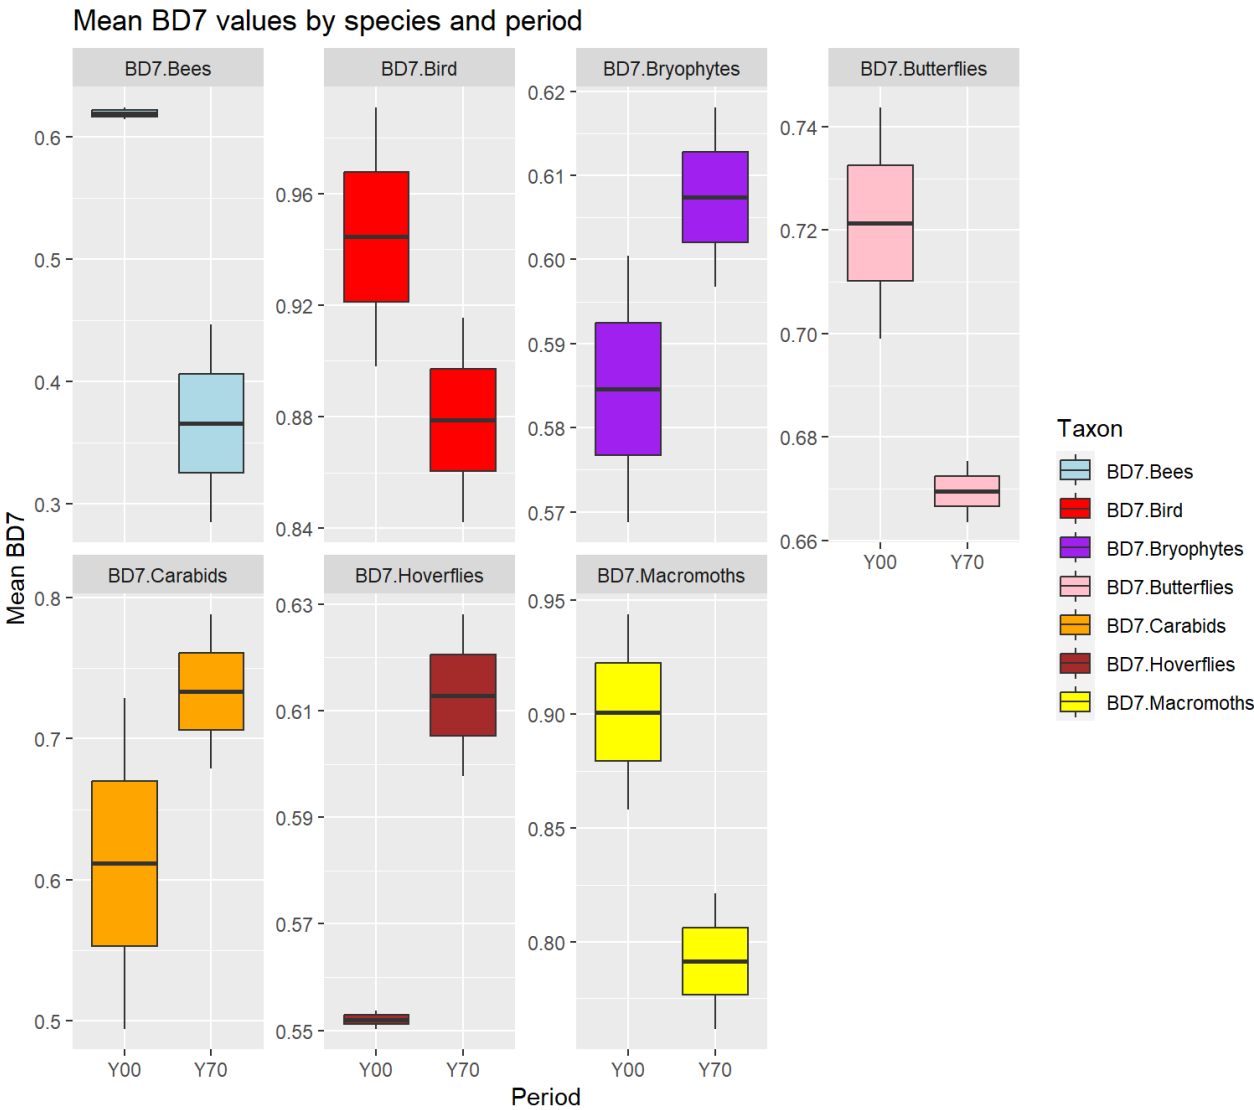 Mean BD7 values by species and period
BD7.Bees
BD7.Bird
BD7.Bryophytes
BD7.Butterflies
0.6
0.5
0.4
0.3
0.96
0.92
0.88
0.84
0.62
0.61
0.60
0.59
0.58
0.57
0.74
0.72
0.70
0.68
0.66
Y00
Y70
BD7.Carabids
BD7.Hoverflies
BD7.Macromoths
0.8
0.7
0.6
0.5
0.63
0.61
0.59
0.57
0.55
0.95
0.90
0.85
0.80
Y00
Y70
Y00
Y70
Y00
Y70
Mean BD7
Period
Taxon
BD7.Bees
BD7.Bird
BD7.Bryophytes
BD7.Butterflies
BD7.Carabids
BD7.Hoverflies
BD7.Macromoths